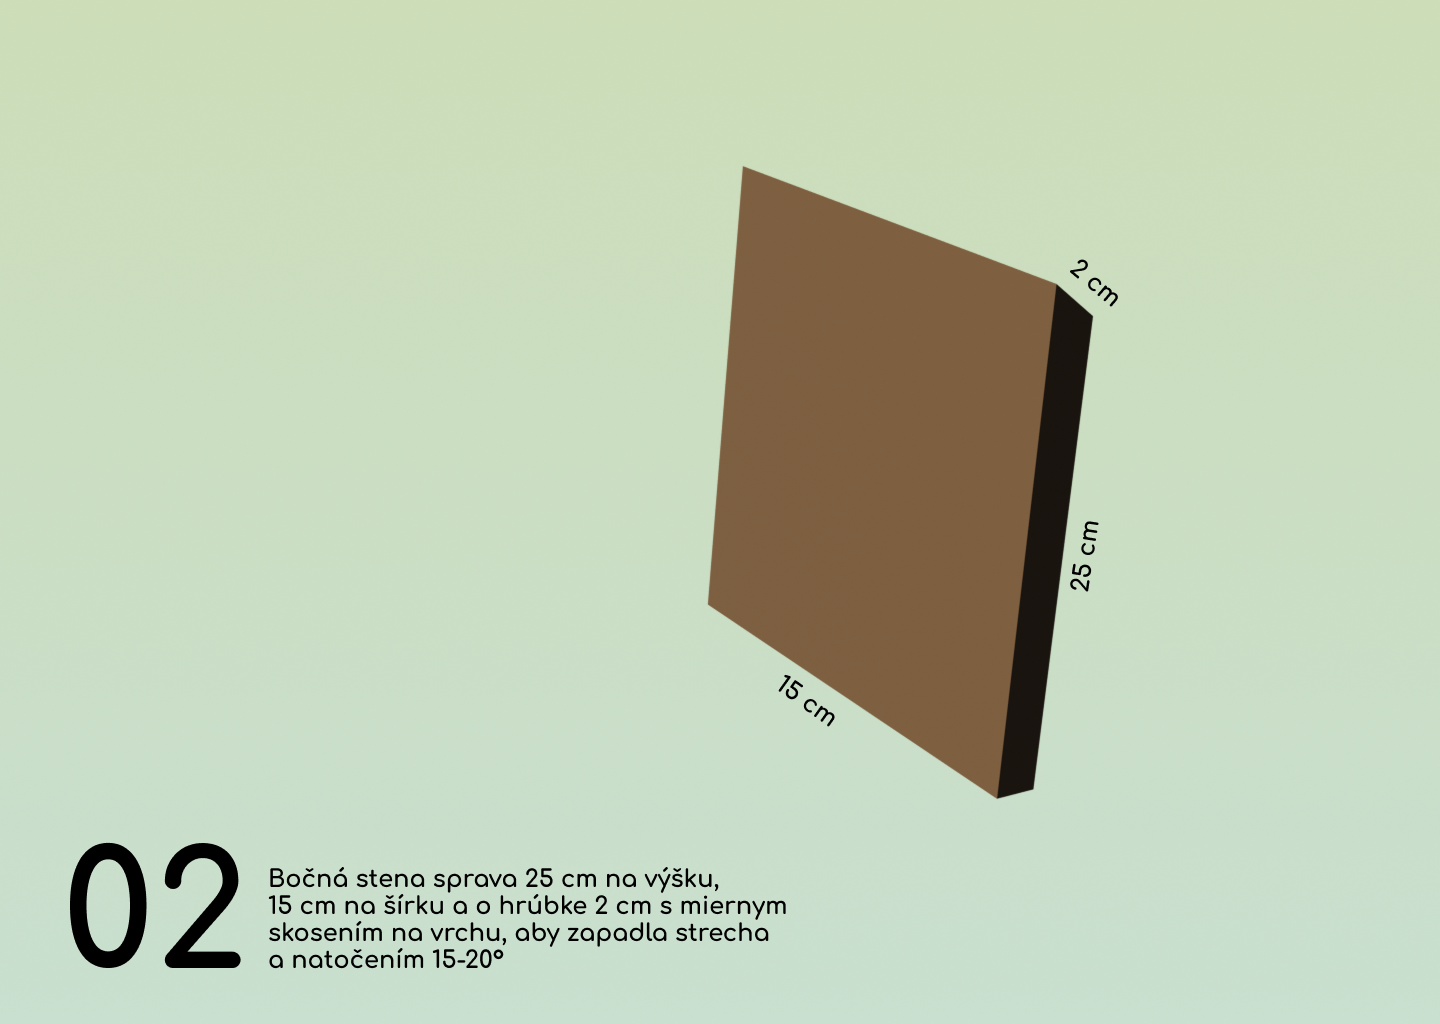 2 cm
25 cm
15 cm
02
Bočná stena sprava 25 cm na výšku,
15 cm na šírku a o hrúbke 2 cm s miernym
skosením na vrchu, aby zapadla strecha
a natočením 15-20°